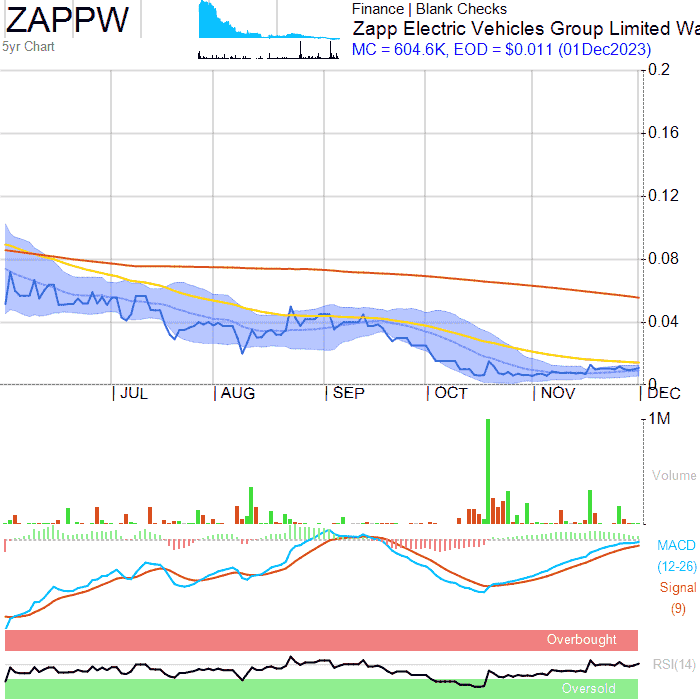 ZAPPW
5yr Chart
Finance | Blank Checks
Zapp Electric Vehicles Group Limited Wa
MC = 604.6K, EOD = $0.011 (01Dec2023)
0.2
0.16
0.12
0.08
0.04
0
JUL AUG SEP OCT NOV DEC
1M
Volume
MACD
(12-26)
Signal
(9)
Overbought
RSI(14)
Oversold